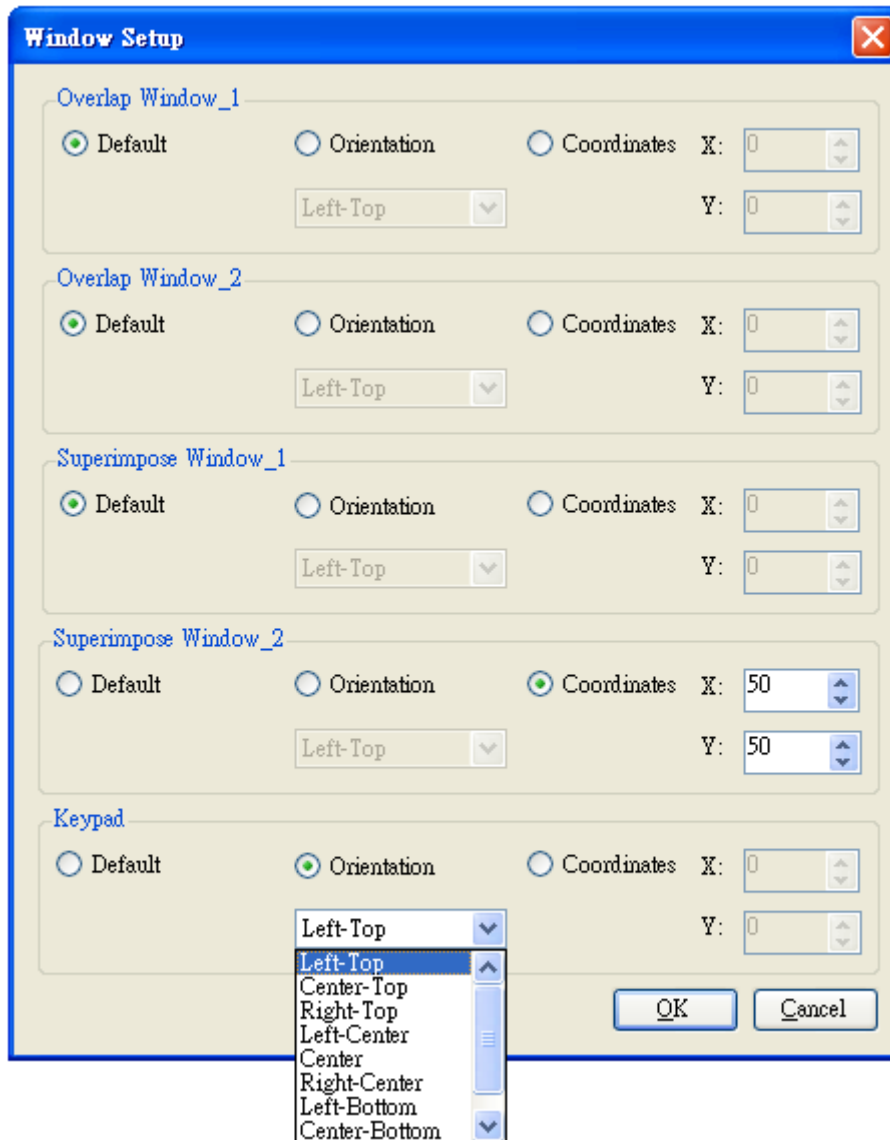 Window Setup
Overlap Window_1
Default Orientation Coordinates X: 0
Left-Top Y: 0
Overlap Window_2
Default Orientation Coordinates X: 0
Left-Top Y: 0
Superimpose Window_1
Default Orientation Coordinates X: 0
Left-Top Y: 0
Superimpose Window_2
Default Orientation Coordinates X: 50
Left-Top Y: 50
Keypad
Default Orientation Coordinates X: 0
Left-Top Y: 0
Left-Top
Center-Top
Right-Top
Left-Center
Center
Right-Center
Left-Bottom
Center-Bottom
OK Cancel